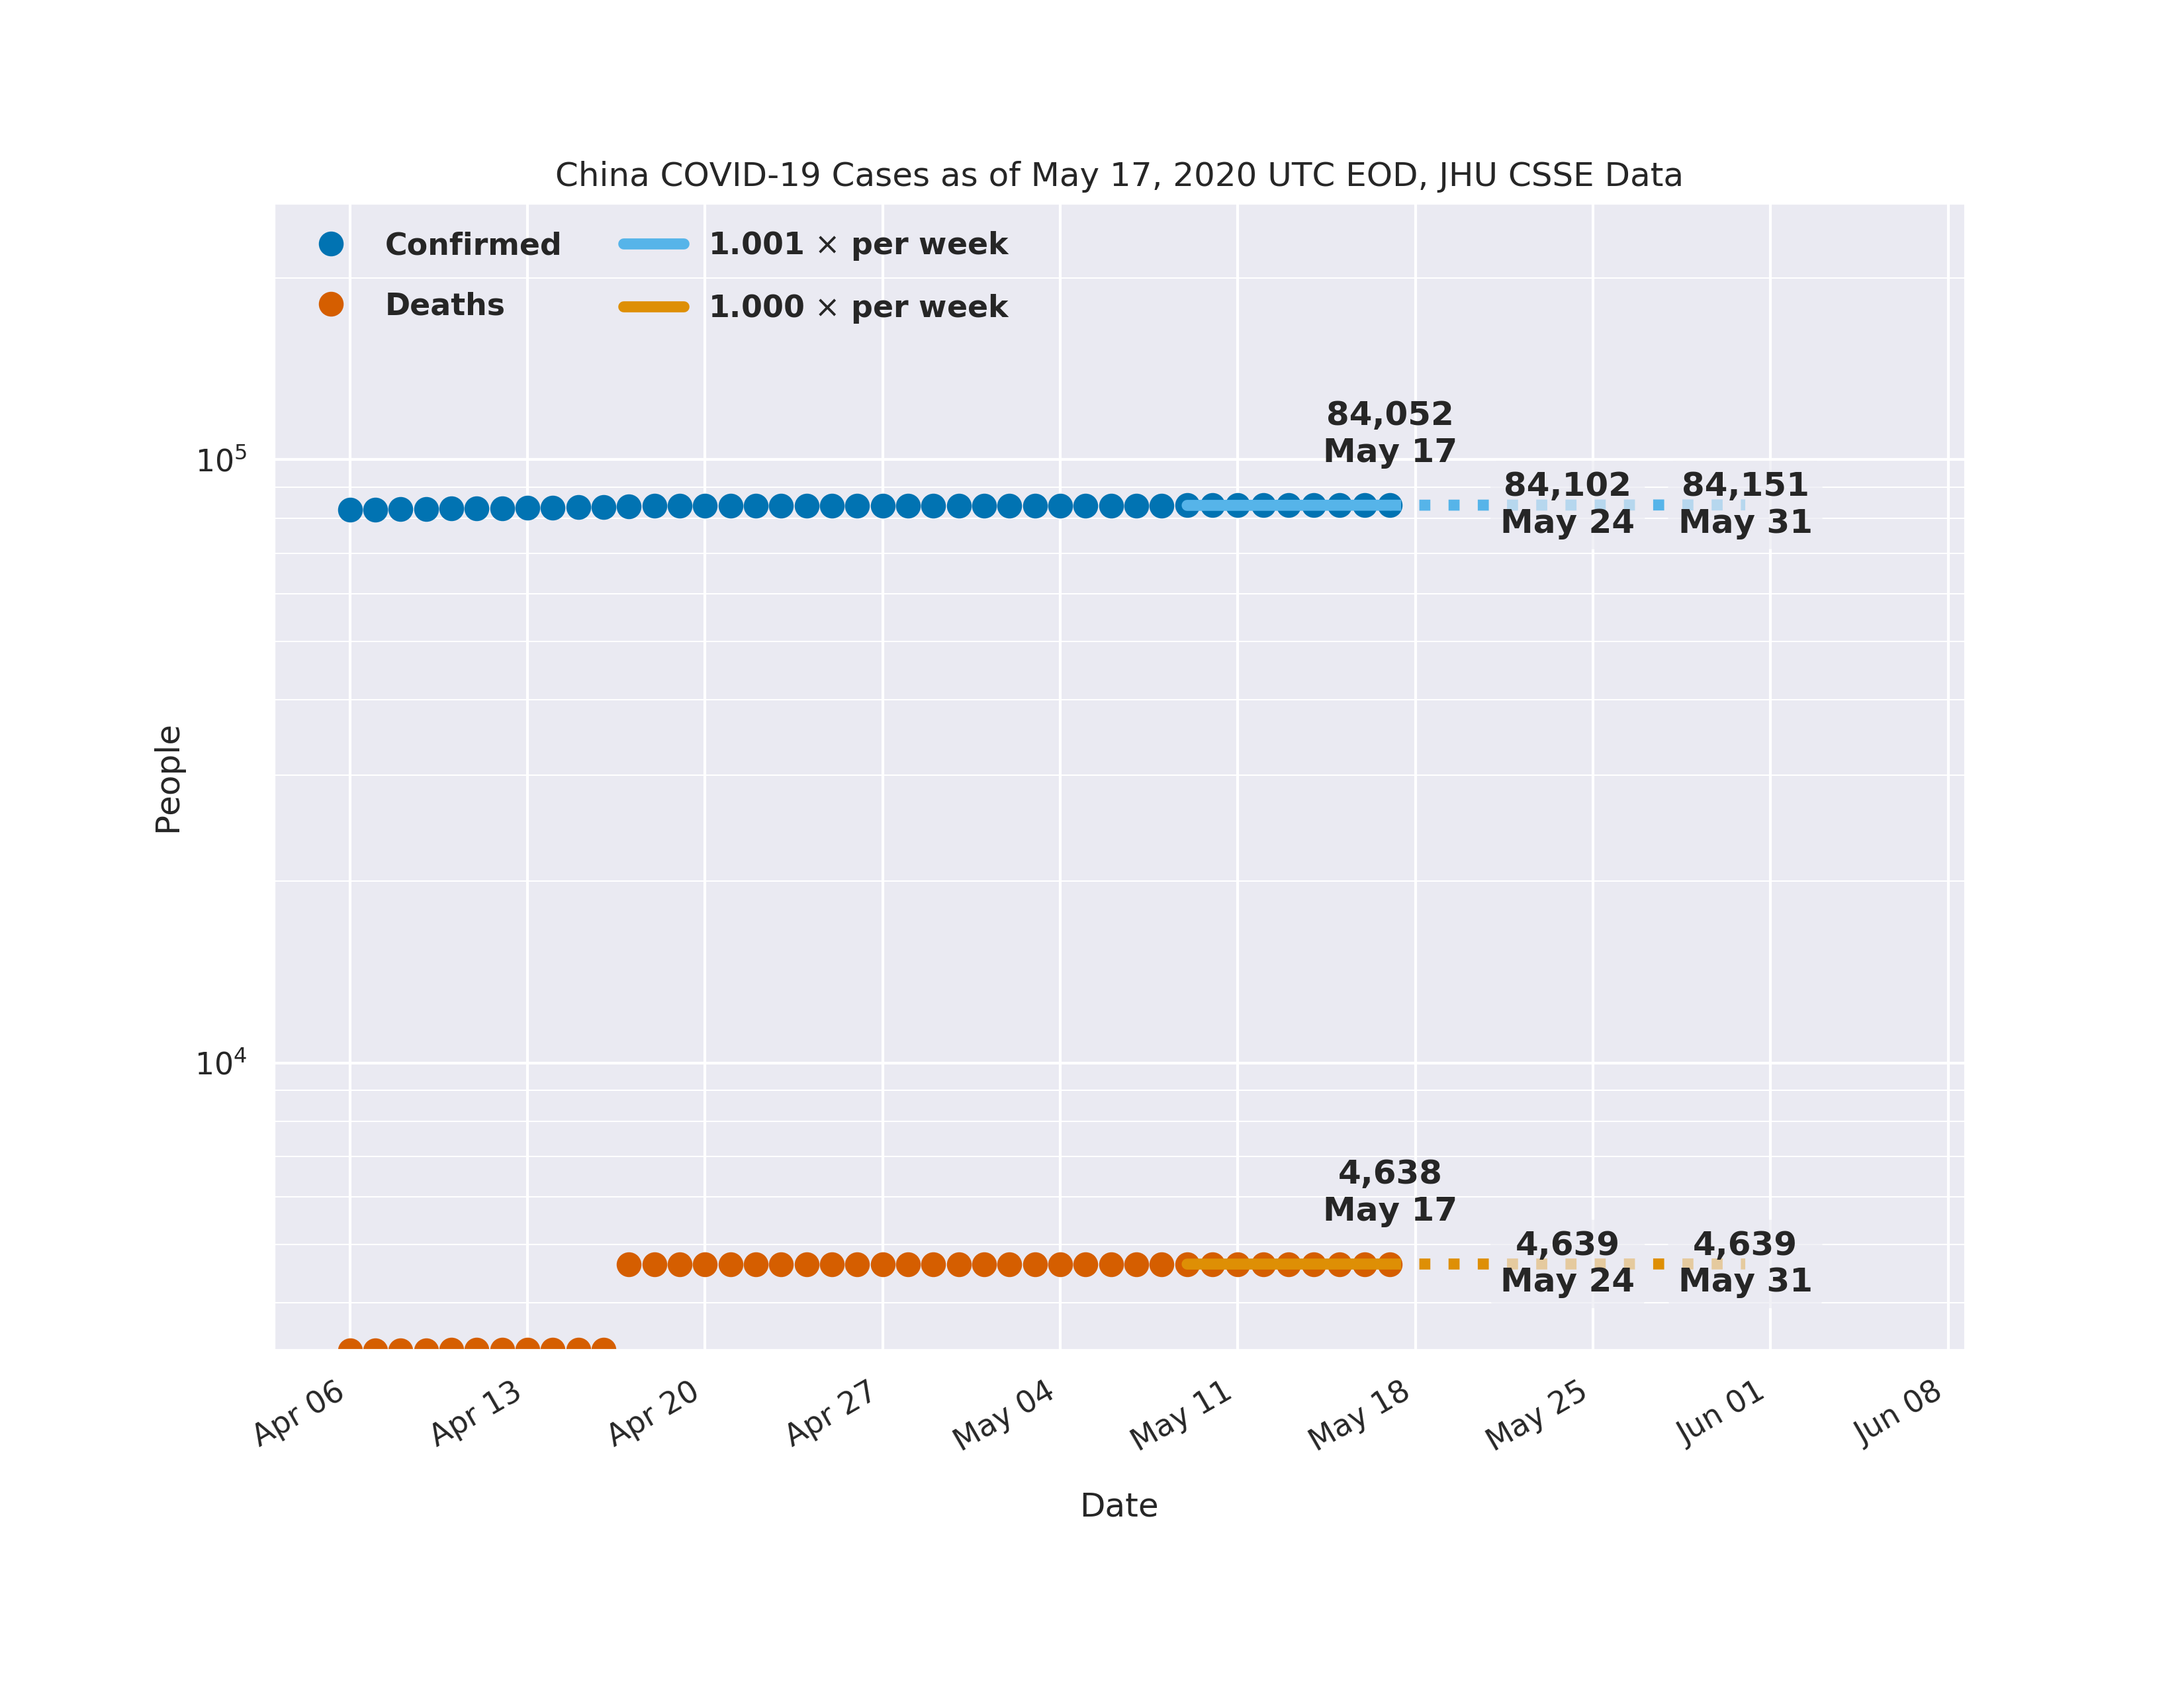 China COVID-19 Cases as of May 17, 2020 UTC EOD, JHU CSSE Data
Confirmed
Deaths
1.001 × per week
1.000 × per week
84,052
May 17
84,102
May 24
84,151
May 31
10⁵
People
10⁴
4,638
May 17
4,639
May 24
4,639
May 31
Apr 06
Apr 13
Apr 20
Apr 27
May 04
May 11
May 18
May 25
Jun 01
Jun 08
Date